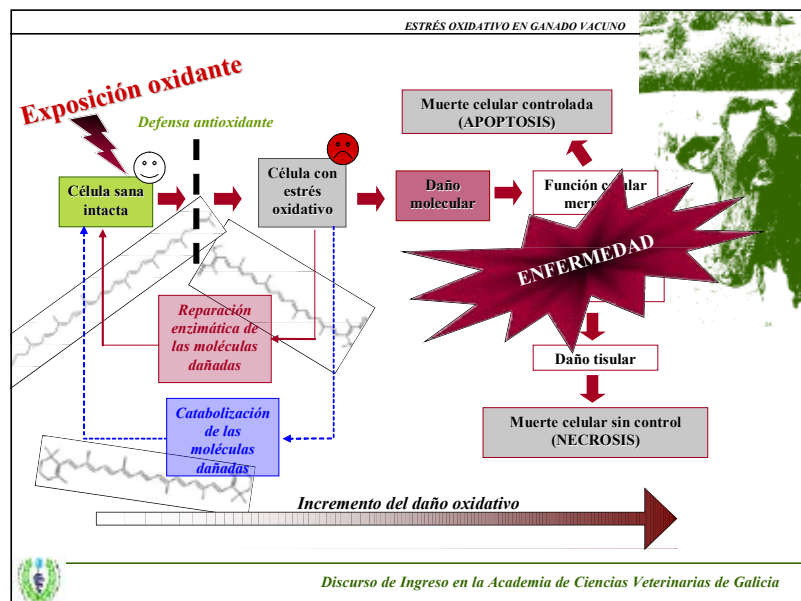 ESTRÉS OXIDATIVO EN GANADO VACUNO
Exposición oxidante
Defensa antioxidante
Célula sana
intacta
Célula con
estrés
oxidativo
Daño
molecular
Muerte celular controlada
(APOPTOSIS)
Función
ENFERMEDAD
Reparación
enzimática de
las moléculas
dañadas
Daño tisular
Catabolización
de las
moléculas
dañadas
Muerte celular sin control
(NECROSIS)
Incremento del daño oxidativo
Discurso de Ingreso en la Academia de Ciencias Veterinarias de Galicia